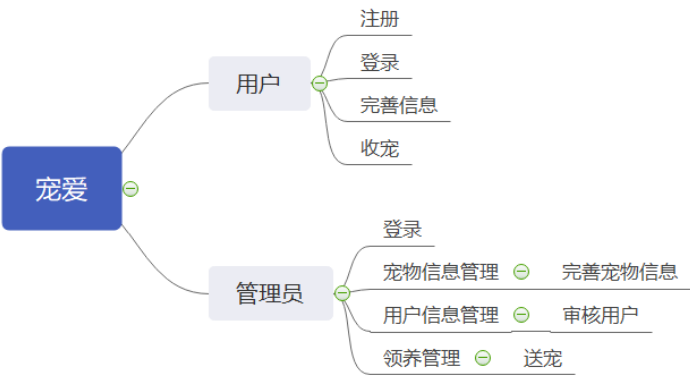 宠爱
用户
注册
登录
完善信息
收宠
管理员
登录
宠物信息管理
完善宠物信息
用户信息管理
审核用户
领养管理
送宠